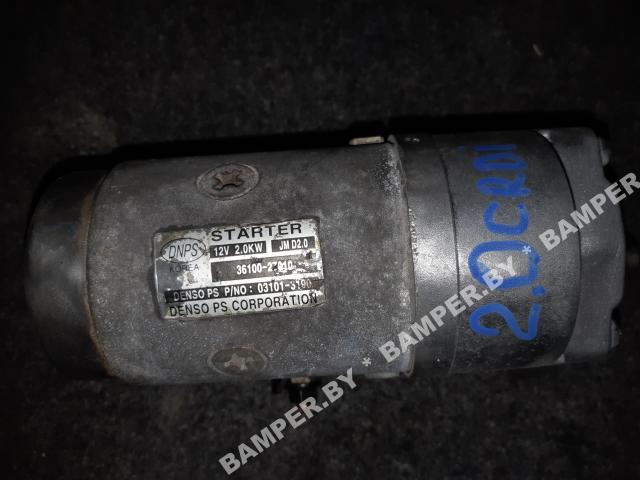 STARTER
DNPS
KOREA
12V 2.0KW JM D2.0
DENSO PS P/NO : 03101-3190
DENSO PS CORPORATION
2.0CRDi
BAMPER.BY * BAMPER.BY * BAMPER.BY